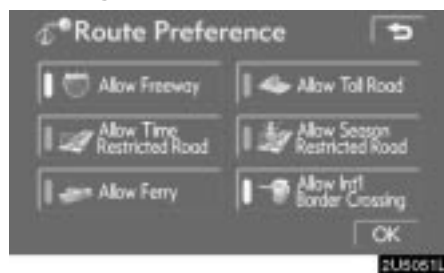 Route Preference
Allow Freeway
Allow Toll Road
Allow Time
Restricted Road
Allow Season
Restricted Road
Allow Ferry
Allow Int'l
Border Crossing
OK
2U5051L